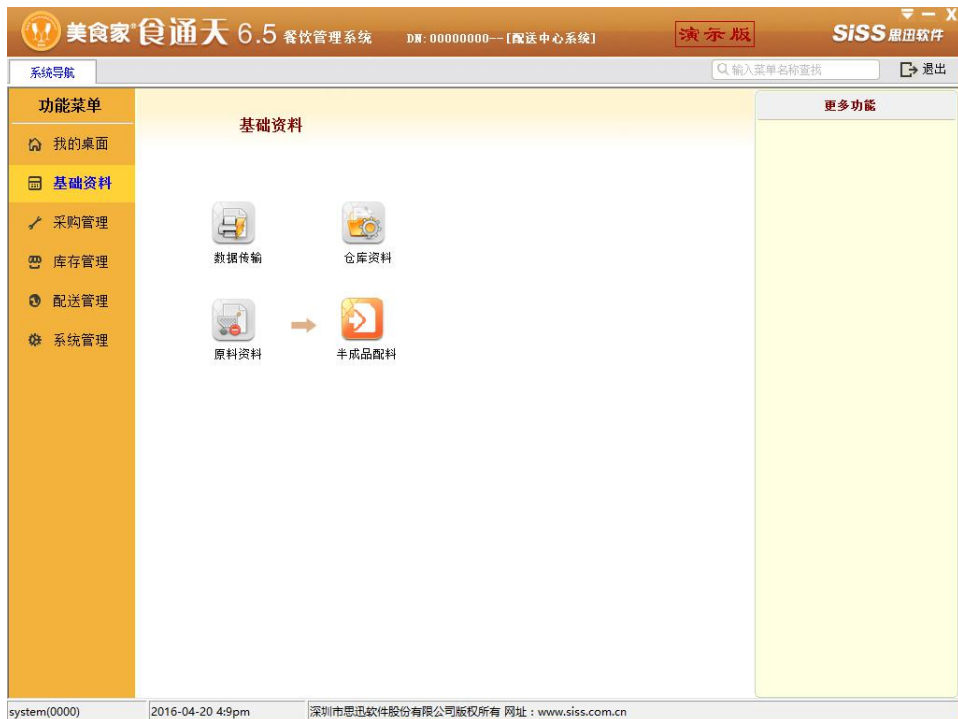 美食家®食通天 6.5 餐饮管理系统 DN:00000000--[配送中心系统] 演示版 SiSS 思迅软件
系统导航 输入菜单名称查找 退出
功能菜单
我的桌面
基础资料
采购管理
库存管理
配送管理
系统管理
基础资料
数据传输 仓库资料
原料资料 半成品配料
更多功能
system(0000) 2016-04-20 4:9pm 深圳市思迅软件股份有限公司版权所有 网址：www.siss.com.cn